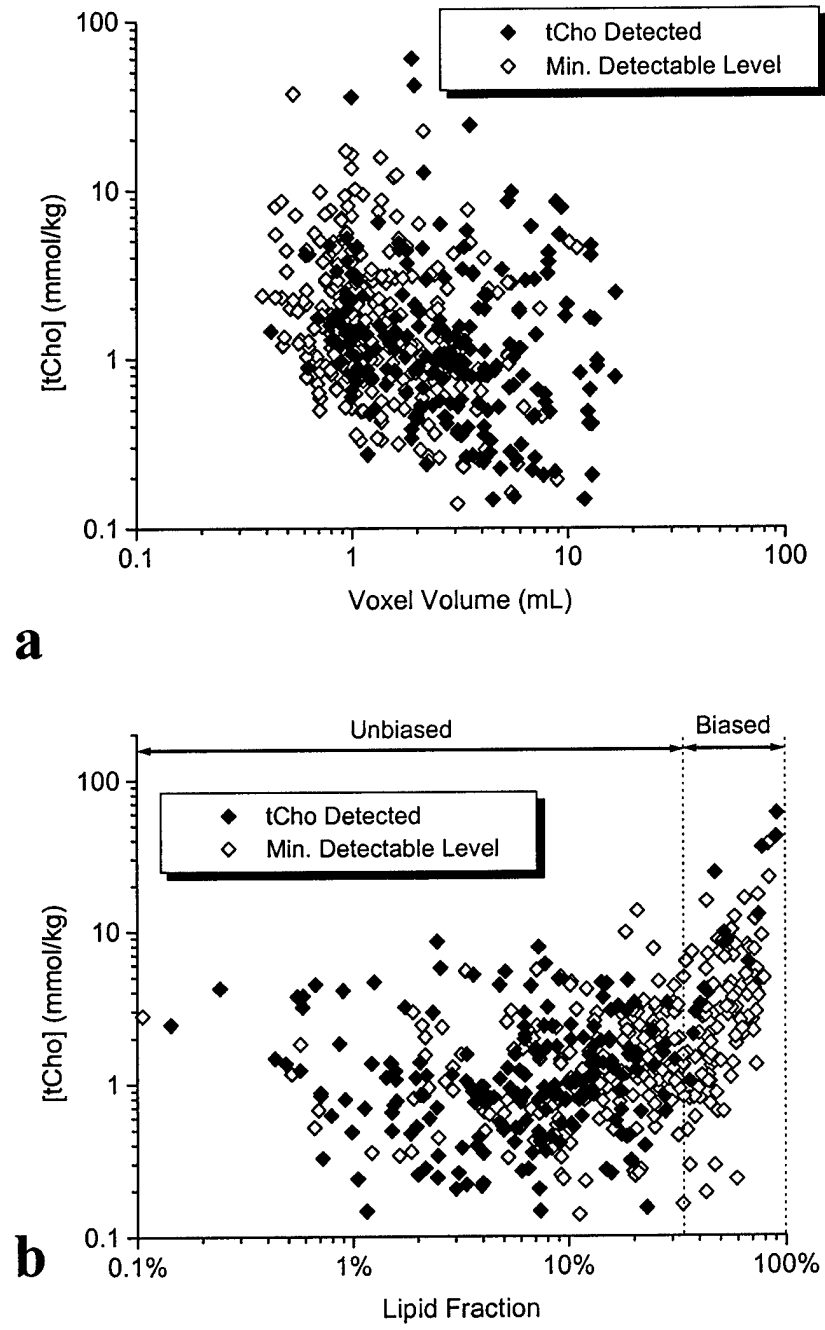 100
10
1
0.1
[tCho] (mmol/kg)
tCho Detected
Min. Detectable Level
0.1
1
10
100
Voxel Volume (mL)
a
Unbiased
Biased
100
10
1
0.1
[tCho] (mmol/kg)
tCho Detected
Min. Detectable Level
0.1%
1%
10%
100%
Lipid Fraction
b